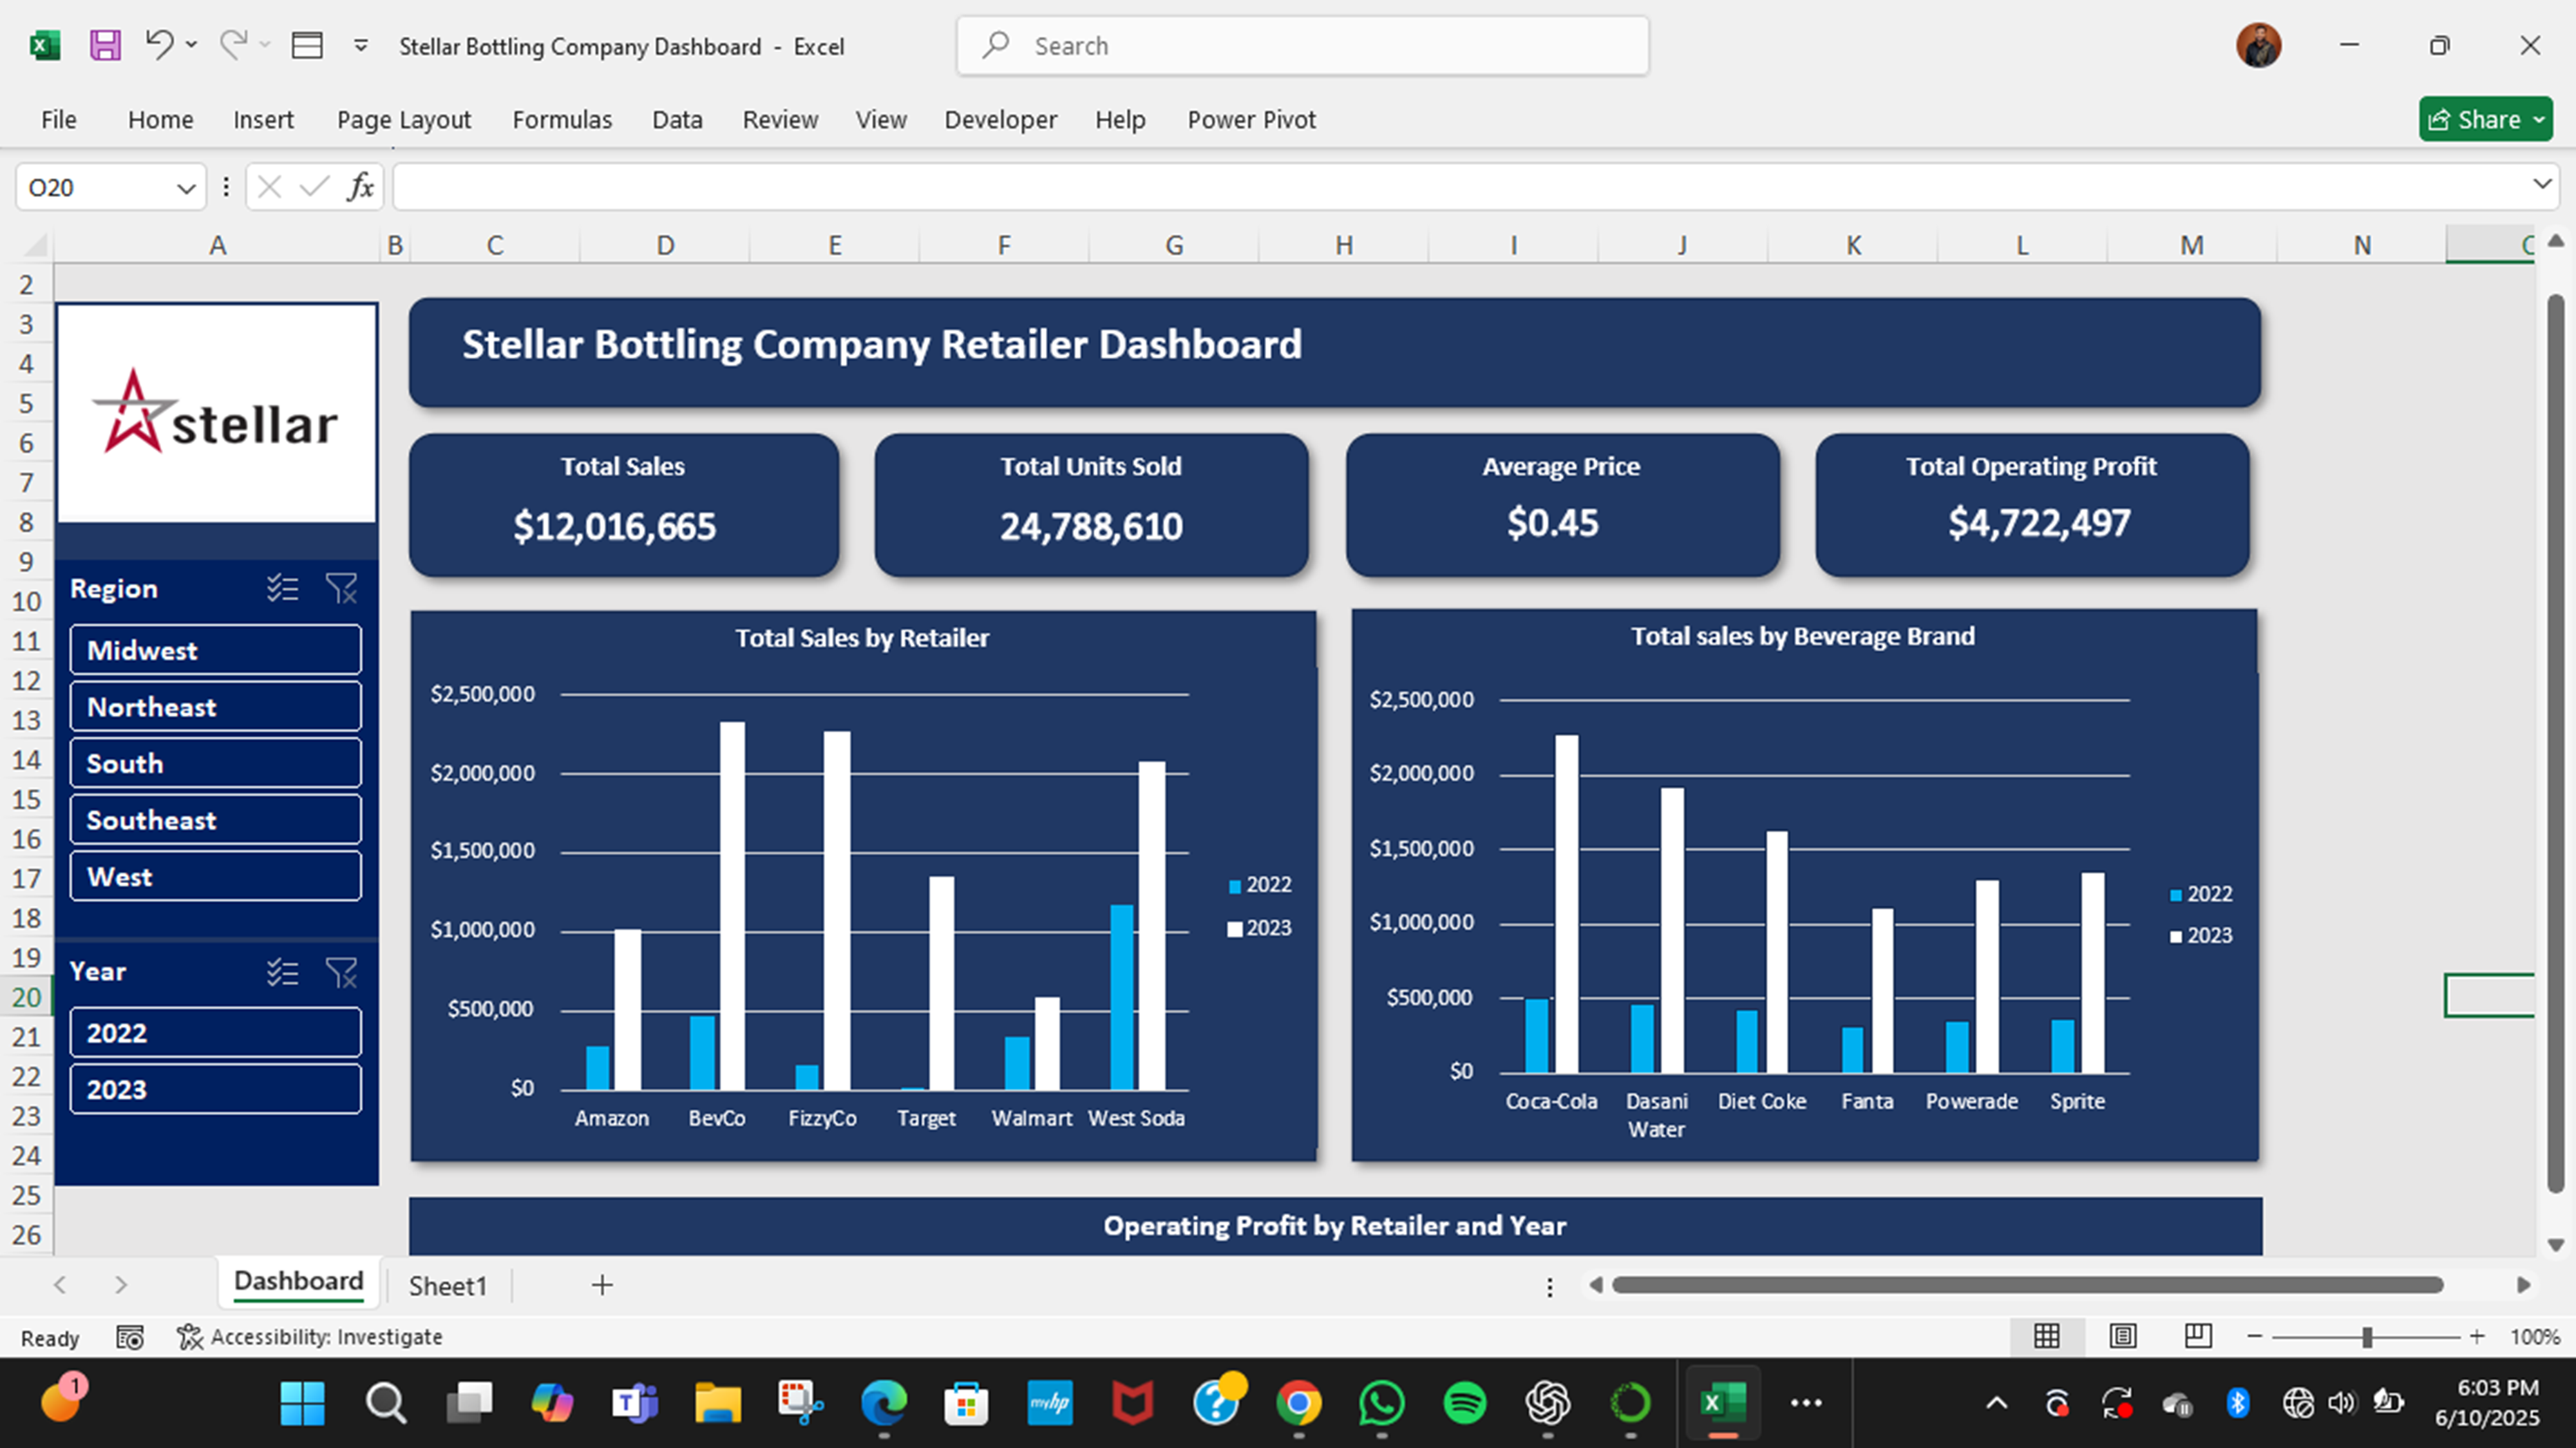 Stellar Bottling Company Dashboard - Excel
Search
File Home Insert Page Layout Formulas Data Review View Developer Help Power Pivot
Share
O20
fx
A B C D E F G H I J K L M N
2
3
4
5
6
7
8
9
10
11
12
13
14
15
16
17
18
19
20
21
22
23
24
25
26
stellar
Region
Midwest
Northeast
South
Southeast
West
Year
2022
2023
Stellar Bottling Company Retailer Dashboard
Total Sales
$12,016,665
Total Units Sold
24,788,610
Average Price
$0.45
Total Operating Profit
$4,722,497
Total Sales by Retailer
$2,500,000
$2,000,000
$1,500,000
$1,000,000
$500,000
$0
Amazon BevCo FizzyCo Target Walmart West Soda
2022
2023
Total sales by Beverage Brand
$2,500,000
$2,000,000
$1,500,000
$1,000,000
$500,000
$0
Coca-Cola Dasani Diet Coke Fanta Powerade Sprite
Water
2022
2023
Operating Profit by Retailer and Year
Dashboard Sheet1
Ready
Accessibility: Investigate
100%
1
myhp
6:03 PM
6/10/2025